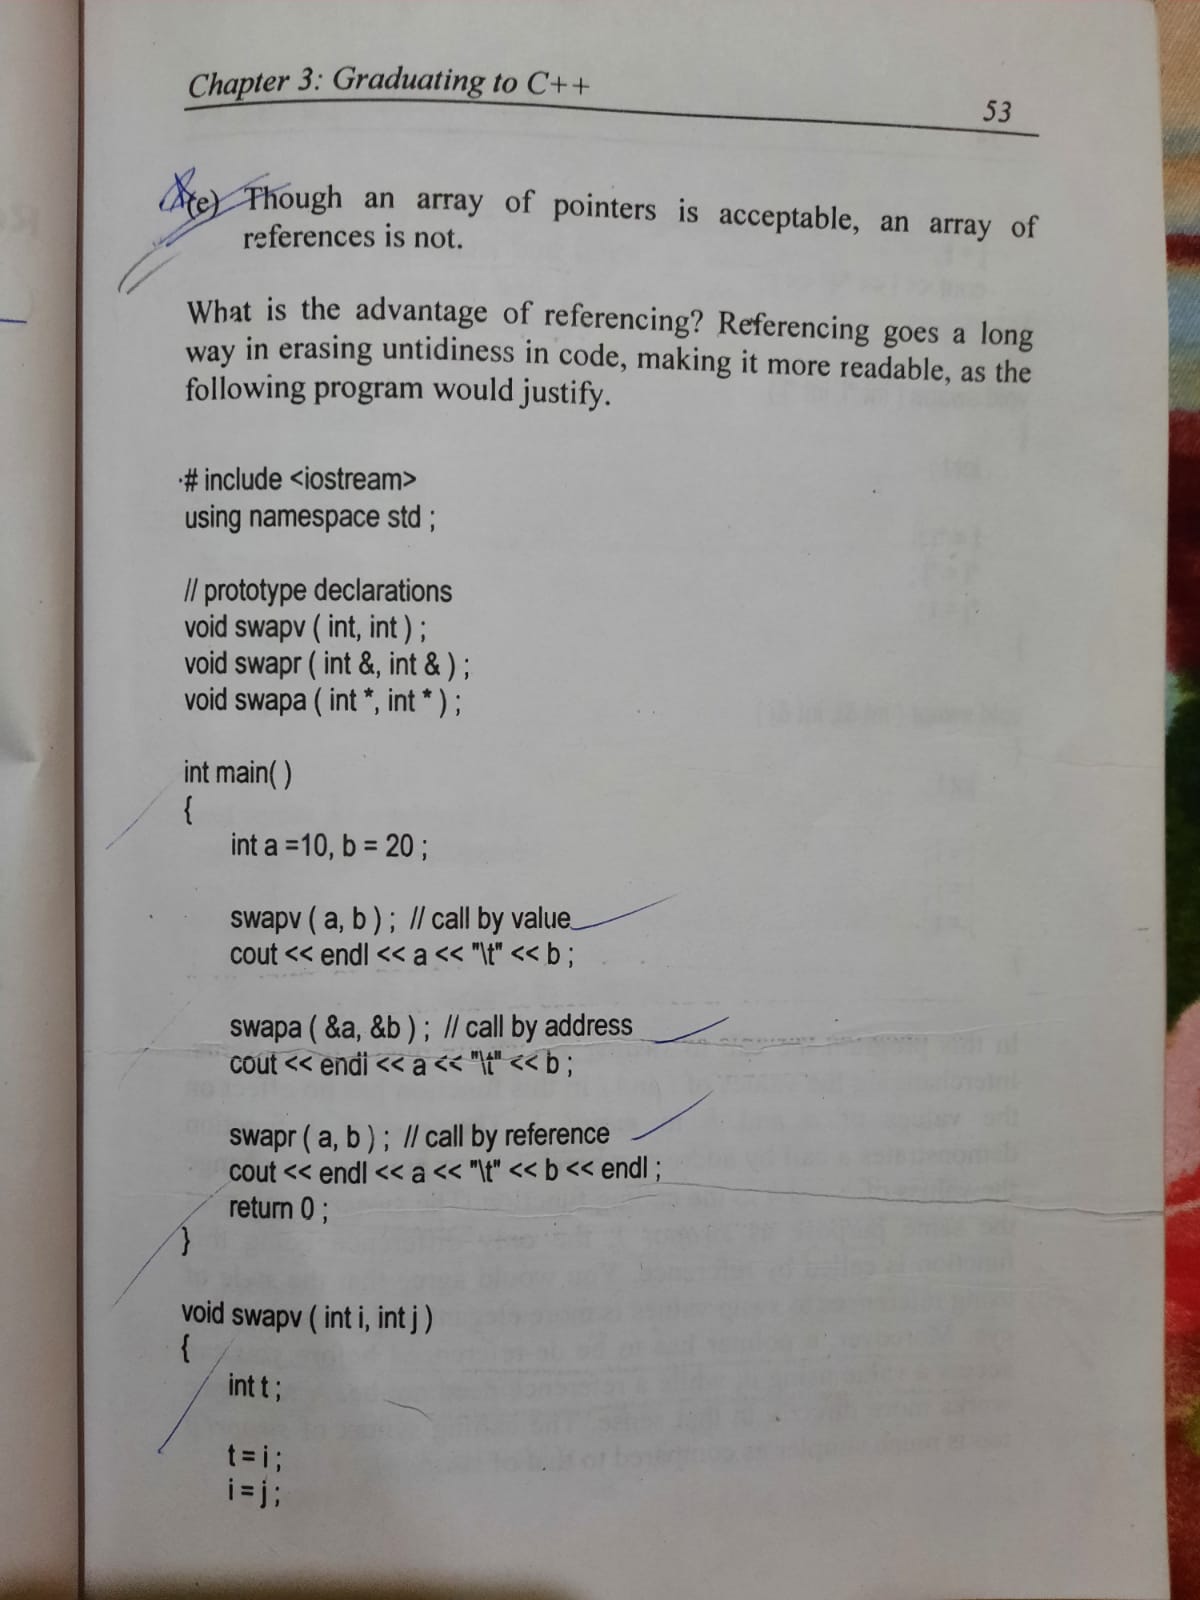 Chapter 3: Graduating to C++
53
(e) Though an array of pointers is acceptable, an array of
references is not.
What is the advantage of referencing? Referencing goes a long
way in erasing untidiness in code, making it more readable, as the
following program would justify.
# include <iostream>
using namespace std ;
// prototype declarations
void swapv ( int, int ) ;
void swapr ( int &, int & ) ;
void swapa ( int *, int * ) ;
int main( )
{
int a =10, b = 20 ;
swapv ( a, b ) ; // call by value
cout << endl << a << "\t" << b ;
swapa ( &a, &b ) ; // call by address
cout << endl << a << "\t" << b ;
swapr ( a, b ) ; // call by reference
cout << endl << a << "\t" << b << endl ;
return 0 ;
}
void swapv ( int i, int j )
{
int t ;
t = i ;
i = j ;